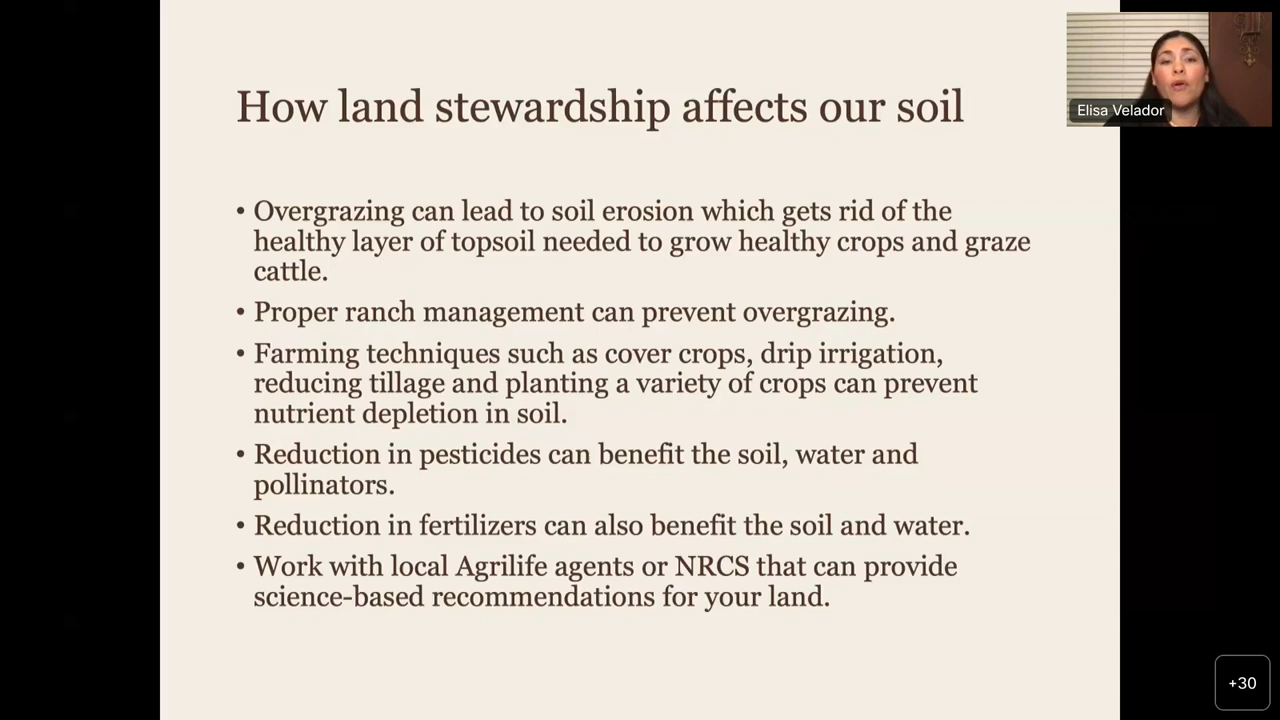 How land stewardship affects our soil
Elisa Velador
• Overgrazing can lead to soil erosion which gets rid of the
healthy layer of topsoil needed to grow healthy crops and graze
cattle.
• Proper ranch management can prevent overgrazing.
• Farming techniques such as cover crops, drip irrigation,
reducing tillage and planting a variety of crops can prevent
nutrient depletion in soil.
• Reduction in pesticides can benefit the soil, water and
pollinators.
• Reduction in fertilizers can also benefit the soil and water.
• Work with local Agrilife agents or NRCS that can provide
science-based recommendations for your land.
+30